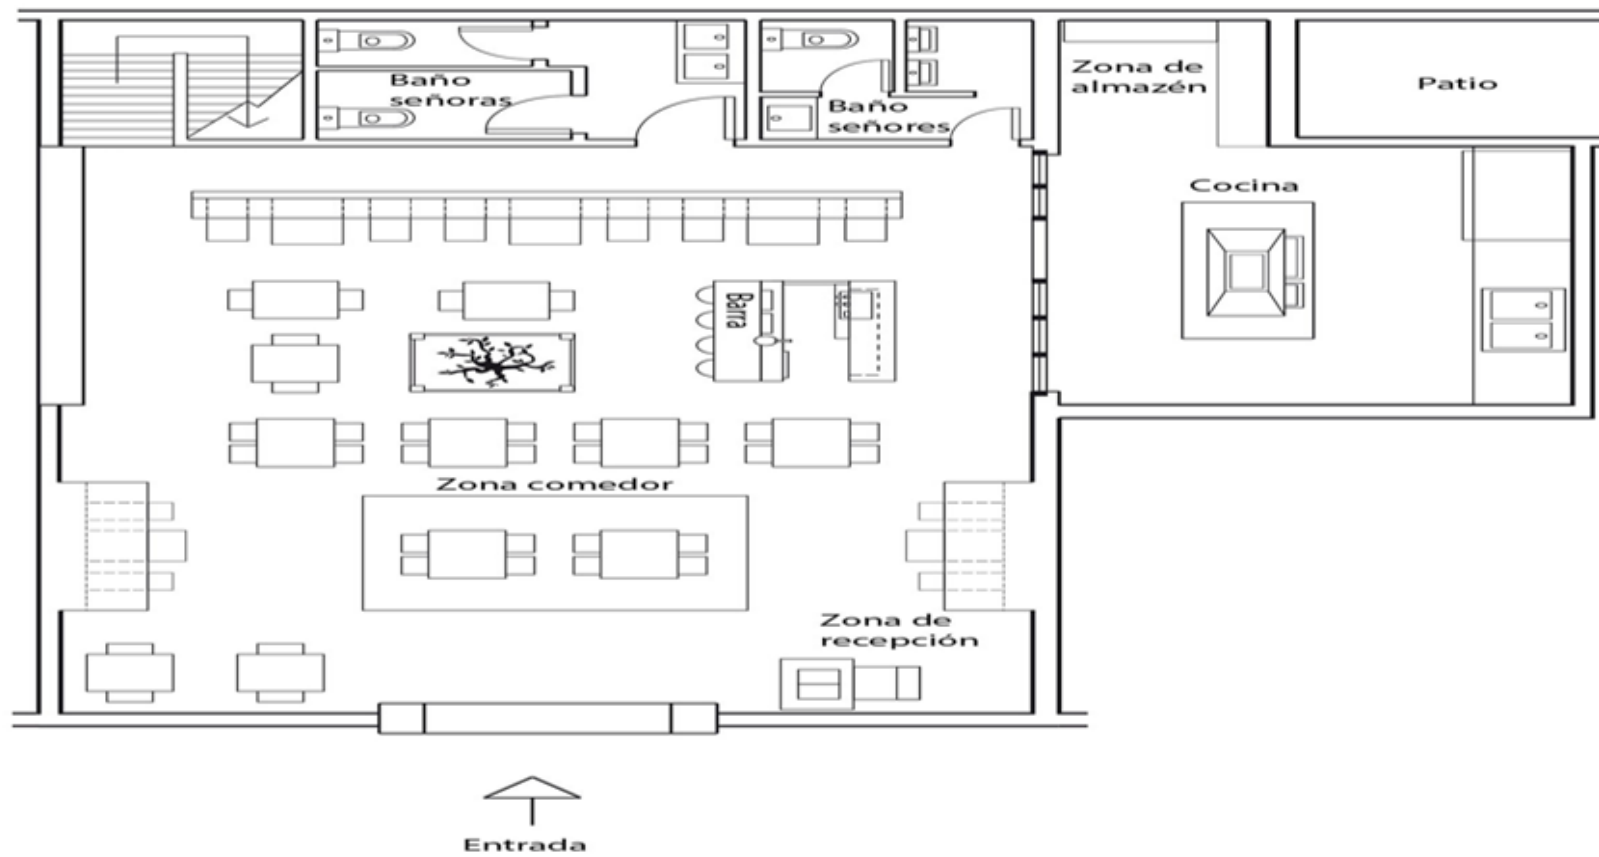 Baño
señoras
Baño
señores
Zona de
almazén
Patio
Cocina
Barra
Zona comedor
Zona de
recepción
Entrada